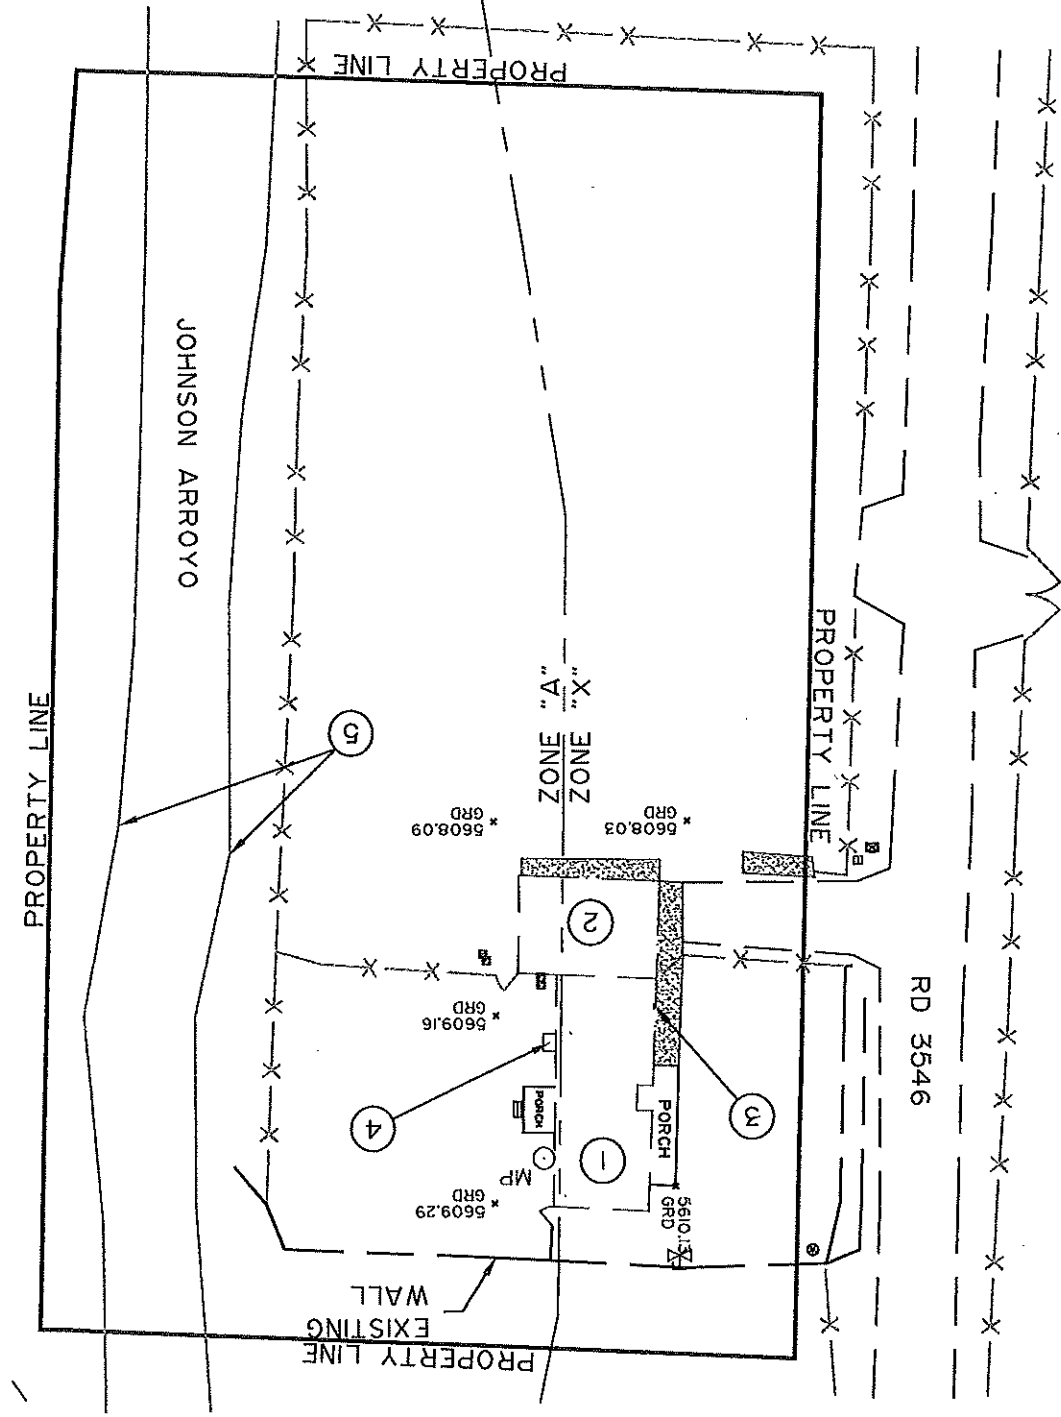 PROPERTY LINE
JOHNSON ARROYO
PROPERTY LINE
5
ZONE "A"
ZONE "X"
PROPERTY LINE
5608.09
GRD
5608.03
GRD
2
RD 3546
5609.16
GRD
4
PORCH
PORCH
3
1
MP
5609.29
GRD
5610.13
GRD
EXISTING
WALL
PROPERTY LINE